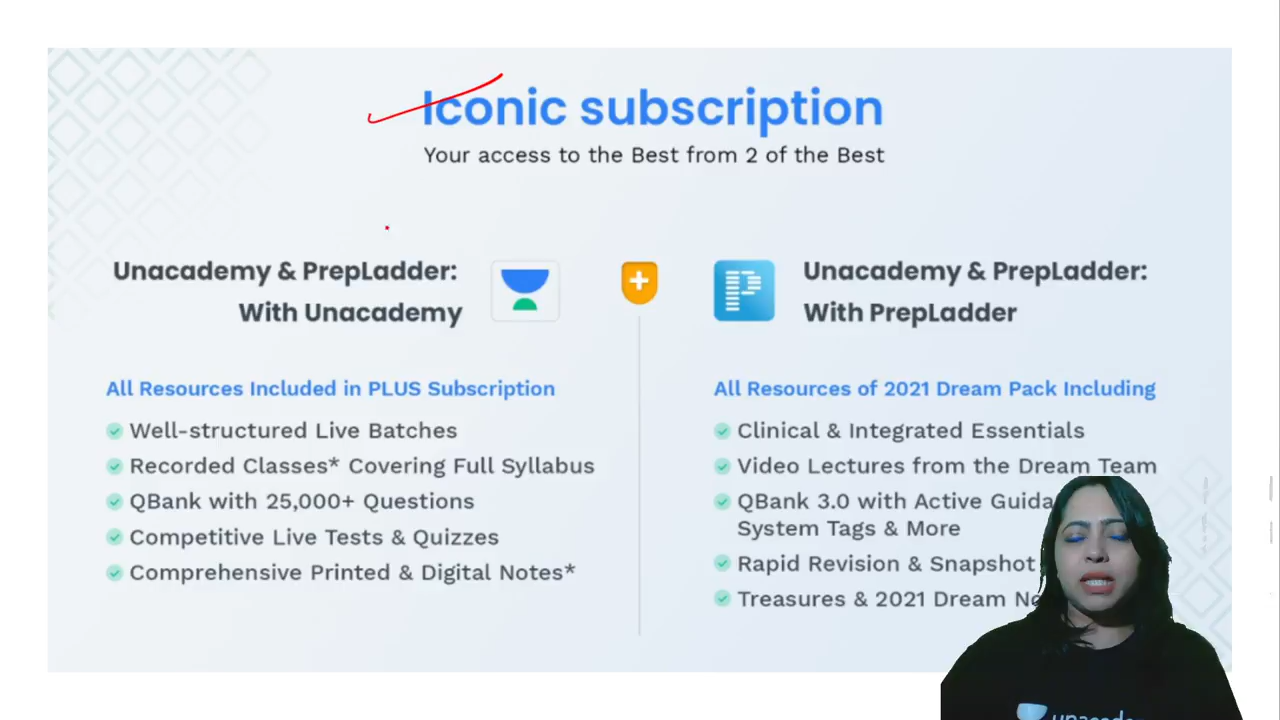 Iconic subscription
Your access to the Best from 2 of the Best
Unacademy & PrepLadder:
With Unacademy
Unacademy & PrepLadder:
With PrepLadder
All Resources Included in PLUS Subscription
Well-structured Live Batches
Recorded Classes* Covering Full Syllabus
QBank with 25,000+ Questions
Competitive Live Tests & Quizzes
Comprehensive Printed & Digital Notes*
All Resources of 2021 Dream Pack Including
Clinical & Integrated Essentials
Video Lectures from the Dream Team
QBank 3.0 with Active
System Tags & More
Rapid Revision & Snapshot
Treasures & 2021 Dream